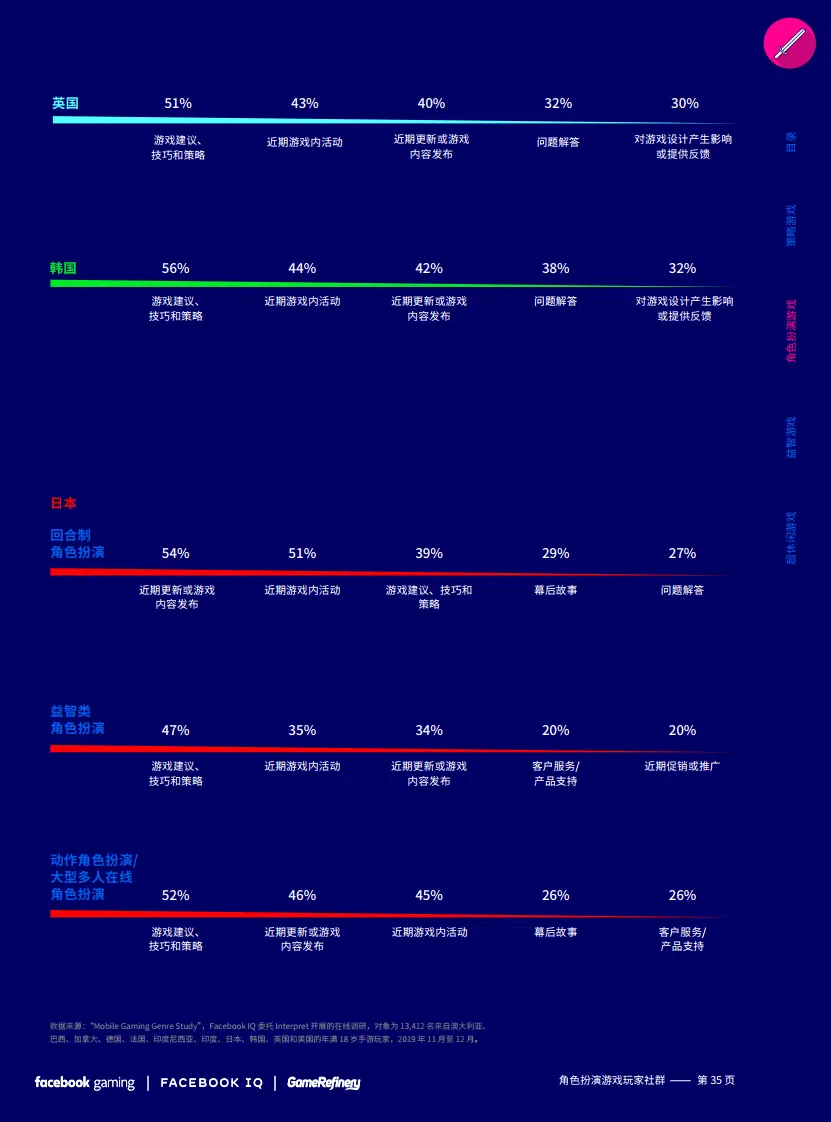 英国
51%
43%
40%
32%
30%
游戏建议、
技巧和策略
近期游戏内活动
近期更新或游戏
内容发布
问题解答
对游戏设计产生影响
或提供反馈
韩国
56%
44%
42%
38%
32%
游戏建议、
技巧和策略
近期游戏内活动
近期更新或游戏
内容发布
问题解答
对游戏设计产生影响
或提供反馈
日本
回合制
角色扮演
54%
51%
39%
29%
27%
近期更新或游戏
内容发布
近期游戏内活动
游戏建议、技巧和
策略
幕后故事
问题解答
益智类
角色扮演
47%
35%
34%
20%
20%
游戏建议、
技巧和策略
近期游戏内活动
近期更新或游戏
内容发布
客户服务/
产品支持
近期促销或推广
动作角色扮演/
大型多人在线
角色扮演
52%
46%
45%
26%
26%
游戏建议、
技巧和策略
近期更新或游戏
内容发布
近期游戏内活动
幕后故事
客户服务/
产品支持
目录
策略游戏
角色扮演游戏
益智游戏
超休闲游戏
数据来源："Mobile Gaming Genre Study"，Facebook IQ 委托 Interpret 开展的在线调研，对象为 13,412 名来自澳大利亚、
巴西、加拿大、德国、法国、印度尼西亚、印度、日本、韩国、英国和美国的年满 18 岁手游玩家，2019 年 11 月至 12 月。
facebook gaming | FACEBOOK IQ | GameRefinery
角色扮演游戏玩家社群 —— 第 35 页